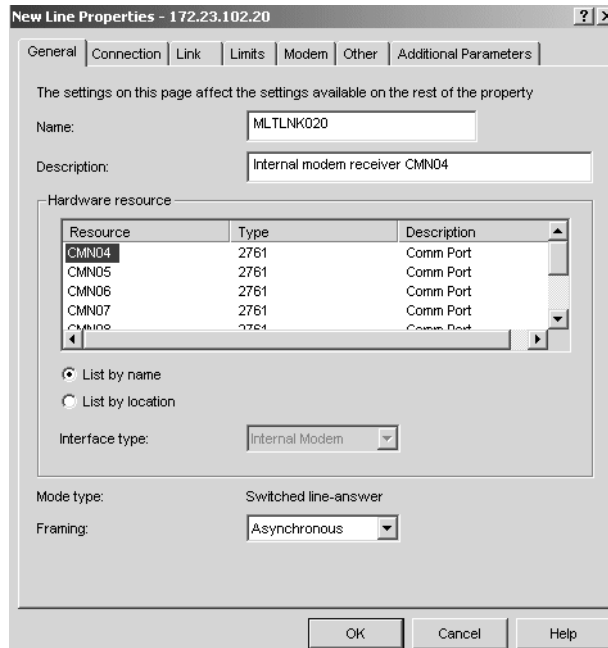 New Line Properties - 172.23.102.20
General Connection Link Limits Modem Other Additional Parameters
The settings on this page affect the settings available on the rest of the property
Name: MLTLNK020
Description: Internal modem receiver CMN04
Hardware resource
Resource Type Description
CMN04 2761 Comm Port
CMN05 2761 Comm Port
CMN06 2761 Comm Port
CMN07 2761 Comm Port
CMN08 2761 Comm Port
List by name
List by location
Interface type: Internal Modem
Mode type: Switched line-answer
Framing: Asynchronous
OK Cancel Help